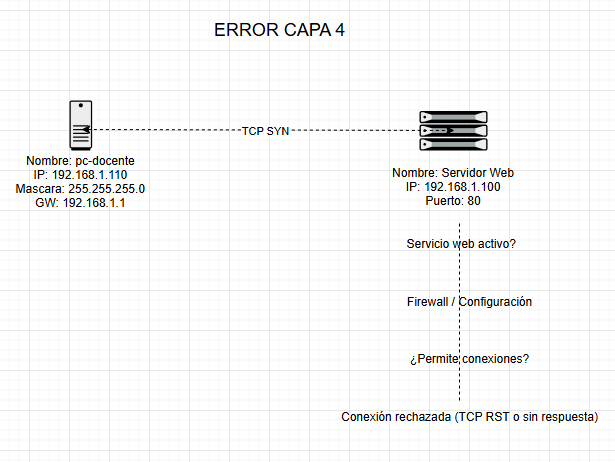 ERROR CAPA 4
TCP SYN
Nombre: pc-docente
IP: 192.168.1.110
Mascara: 255.255.255.0
GW: 192.168.1.1
Nombre: Servidor Web
IP: 192.168.1.100
Puerto: 80
Servicio web activo?
Firewall / Configuración
¿Permite conexiones?
Conexión rechazada (TCP RST o sin respuesta)